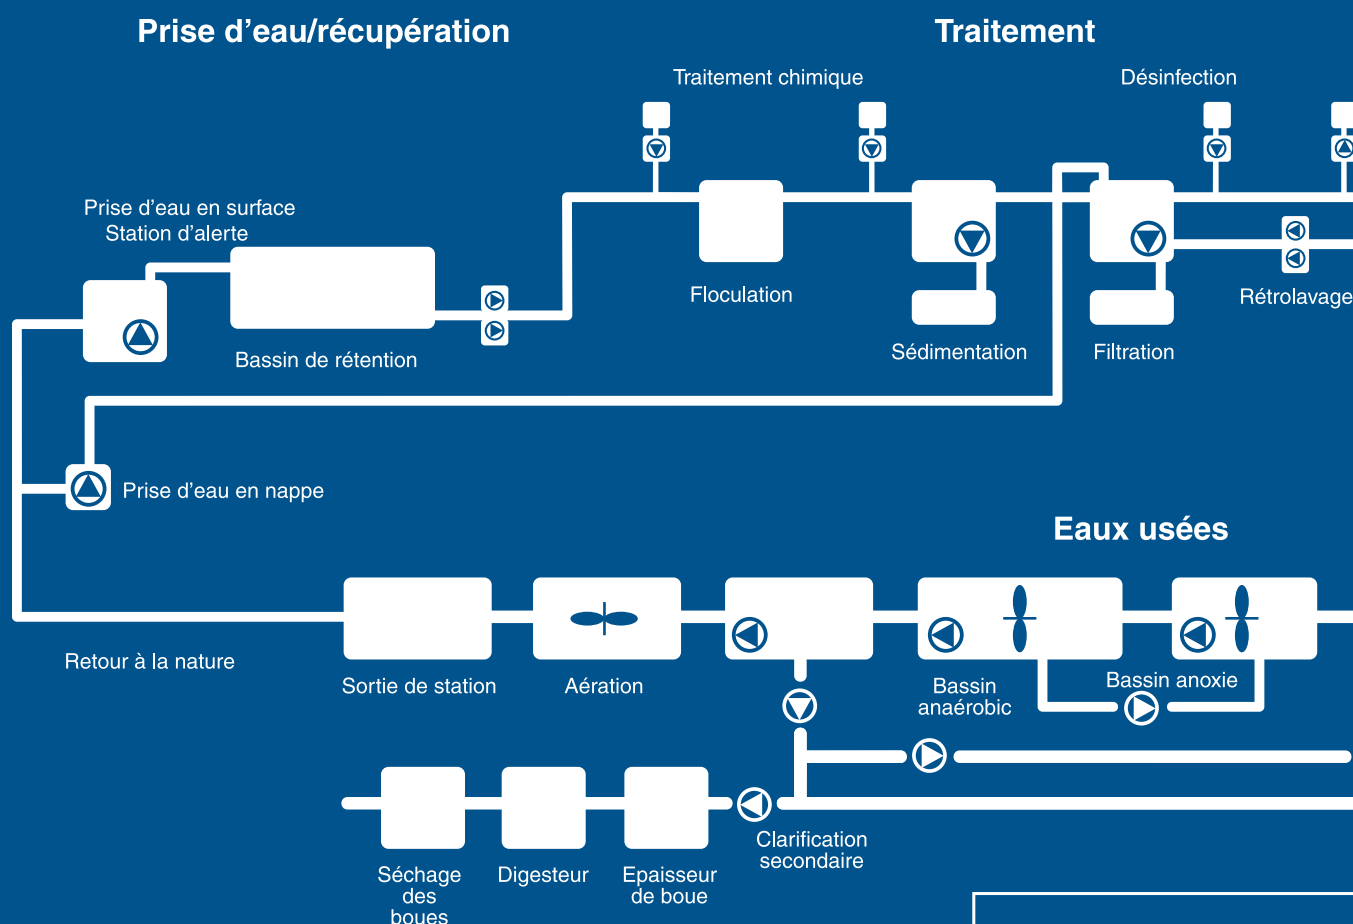 Prise d'eau/récupération
Traitement
Traitement chimique
Désinfection
Prise d'eau en surface
Station d'alerte
Floculation
Rétrolavage
Bassin de rétention
Sédimentation
Filtration
Prise d'eau en nappe
Eaux usées
Retour à la nature
Sortie de station
Aération
Bassin
anaérobic
Bassin anoxie
Clarification
secondaire
Séchage
des
boues
Digesteur
Epaisseur
de boue